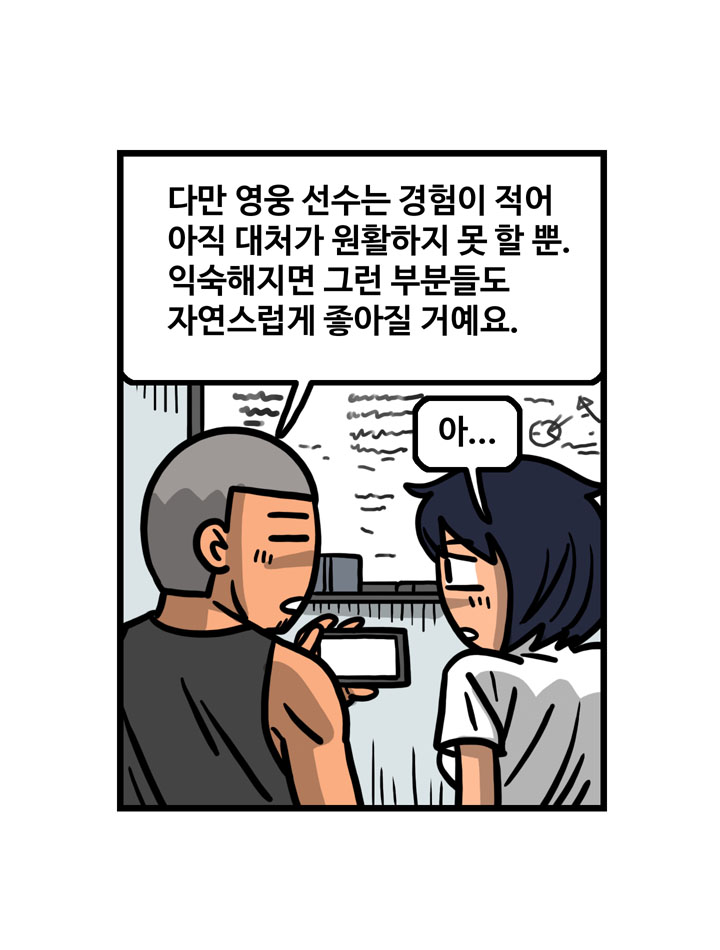 다만 영웅 선수는 경험이 적어
아직 대처가 원활하지 못 할 뿐.
익숙해지면 그런 부분들도
자연스럽게 좋아질 거예요.
아...